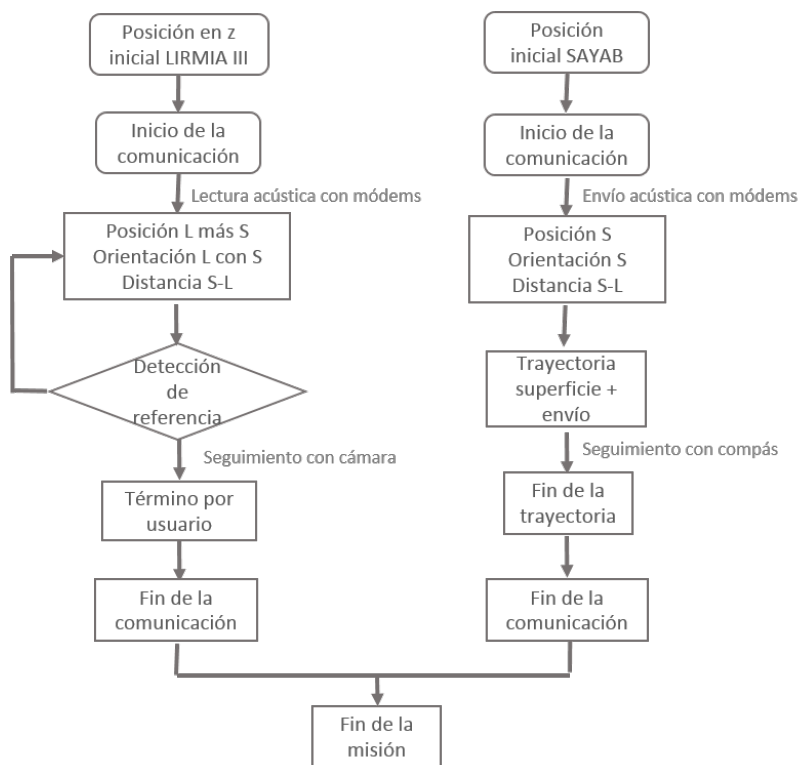 Posición en z
inicial LIRMIA III
Inicio de la
comunicación
Lectura acústica con módems
Posición L más S
Orientación L con S
Distancia S-L
Detección
de
referencia
Seguimiento con cámara
Término por
usuario
Fin de la
comunicación
Posición
inicial SAYAB
Inicio de la
comunicación
Envío acústica con módems
Posición S
Orientación S
Distancia S-L
Trayectoria
superficie +
envío
Seguimiento con compás
Fin de la
trayectoria
Fin de la
comunicación
Fin de la
misión